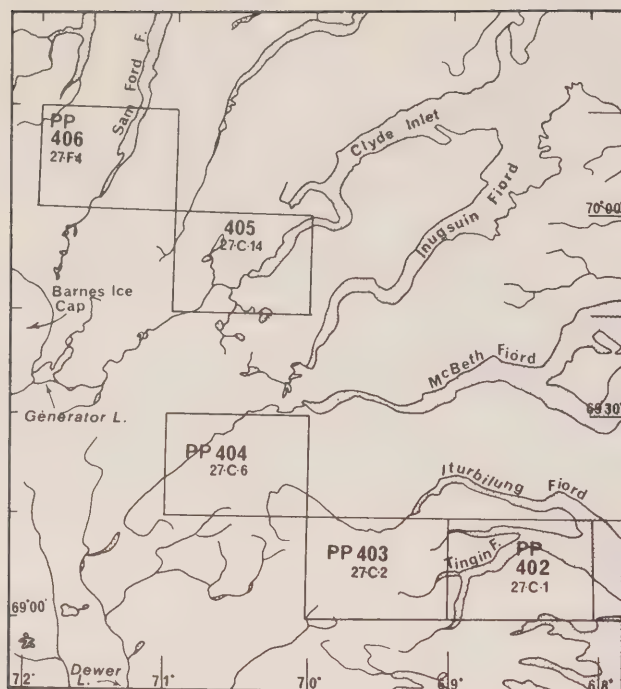 Sam Ford F.
PP
406
27-F-4
Clyde Inlet
Inugsuin Fiord
70°00'
405
27-C-14
Barnes Ice
Cap
McBeth Fiord
Generator L.
69 30'
PP 404
27-C-6
Iturbilung Fiord
PP 403
27-C-2
Tingin F.
PP
402
27-C-1
69°00'
Dewer
L.
72°
71°
70°
69°
68°